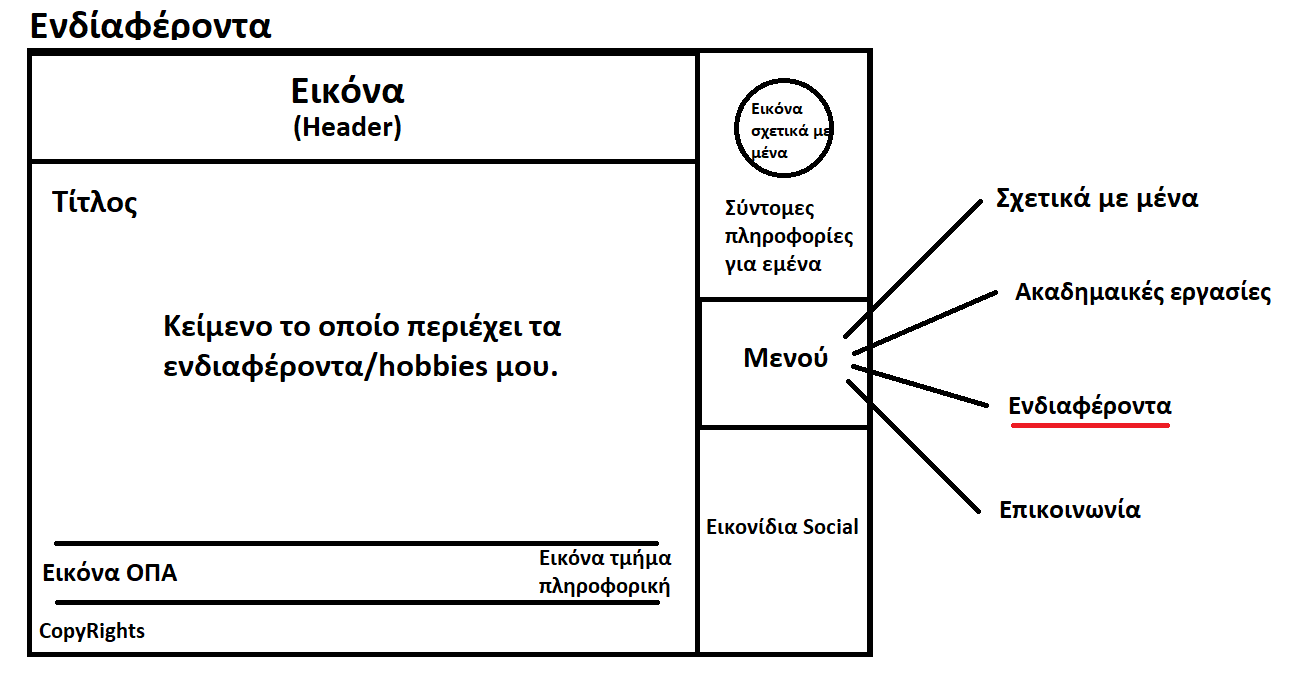 Ενδίαφέροντα
Εικόνα
(Header)
Τίτλος
Κείμενο το οποίο περιέχει τα
ενδιαφέροντα/hobbies μου.
Εικόνα ΟΠΑ
Εικόνα τμήμα
πληροφορική
CopyRights
Εικόνα
σχετικά με
μένα
Σύντομες
πληροφορίες
για εμένα
Μενού
Εικονίδια Social
Σχετικά με μένα
Ακαδημαικές εργασίες
Ενδιαφέροντα
Επικοινωνία